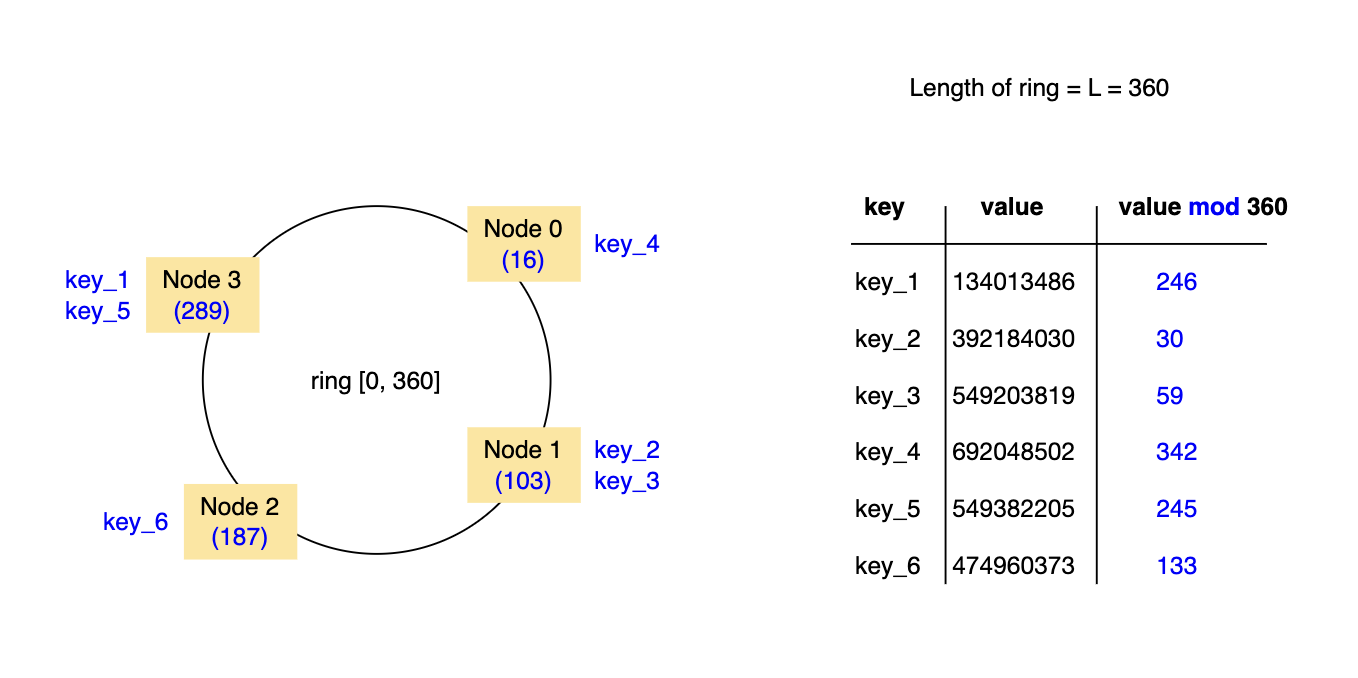 Length of ring = L = 360
Node 0
(16)
key_4
Node 3
(289)
key_1
key_5
ring [0, 360]
Node 1
(103)
key_2
key_3
Node 2
(187)
key_6
key value value mod 360
key_1 134013486 246
key_2 392184030 30
key_3 549203819 59
key_4 692048502 342
key_5 549382205 245
key_6 474960373 133